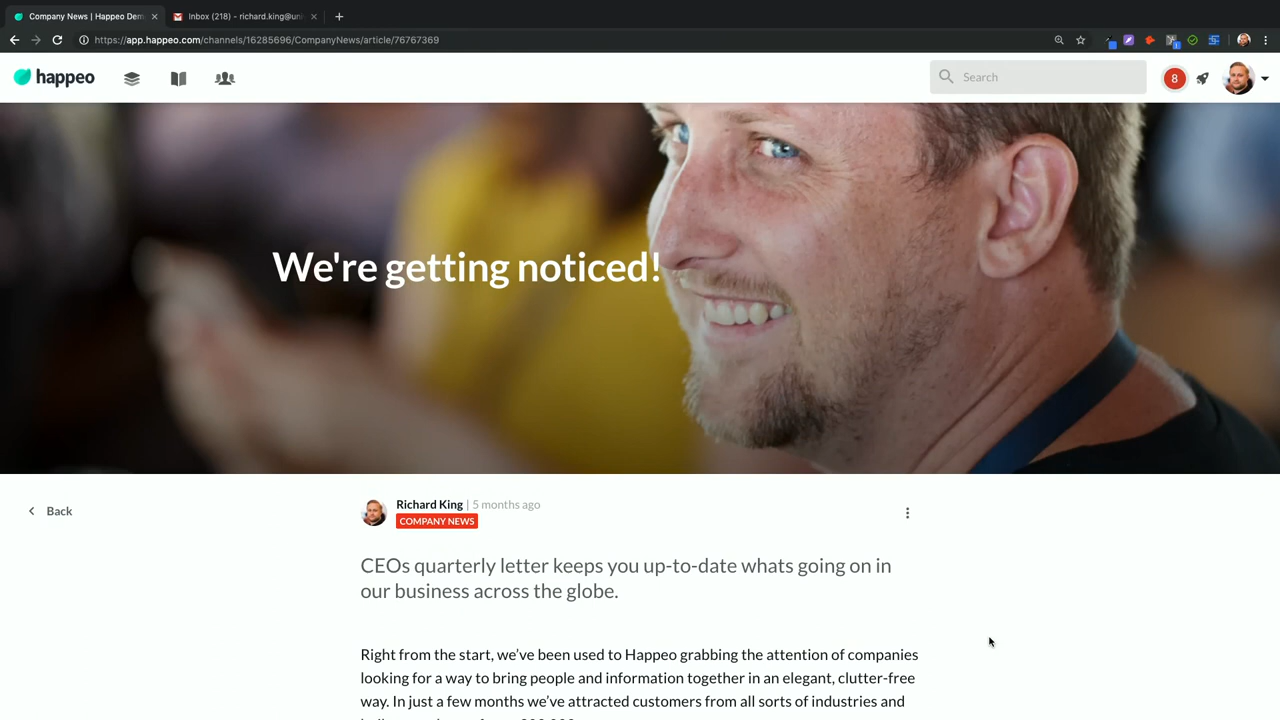 Company News | Happeo Dem
Inbox (218) - richard.king@uni
https://app.happeo.com/channels/16285696/CompanyNews/article/76767369
happeo
Search
8
We're getting noticed!
Back
Richard King | 5 months ago
COMPANY NEWS
CEOs quarterly letter keeps you up-to-date whats going on in
our business across the globe.
Right from the start, we've been used to Happeo grabbing the attention of companies
looking for a way to bring people and information together in an elegant, clutter-free
way. In just a few months we've attracted customers from all sorts of industries and